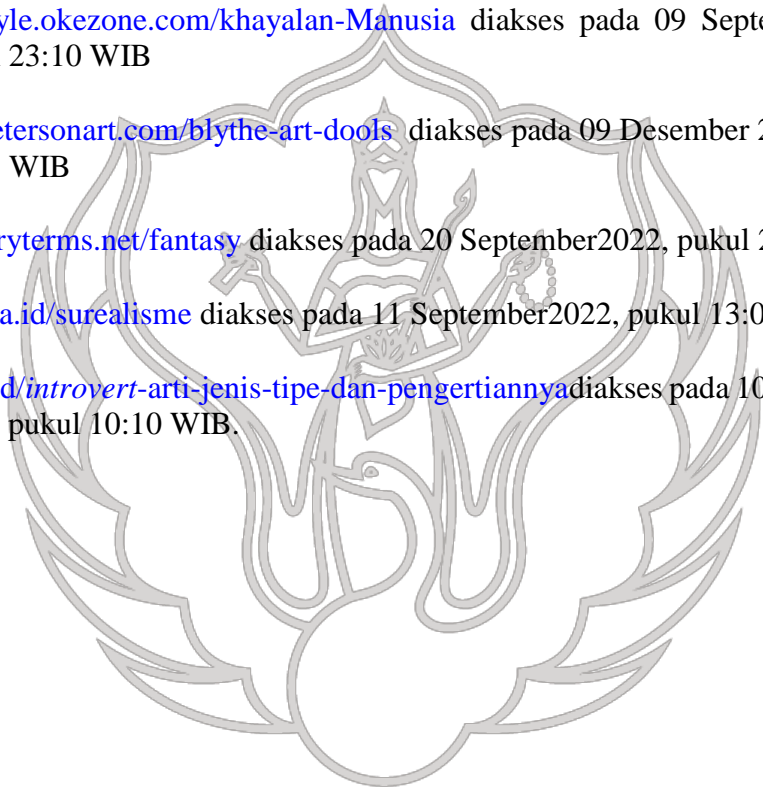 yle.okezone.com/khayalan-Manusia diakses pada 09 Septe
23:10 WIB
etersonart.com/blythe-art-dools diakses pada 09 Desember 2
WIB
ryterms.net/fantasy diakses pada 20 September2022, pukul 2
a.id/surealisme diakses pada 11 September2022, pukul 13:0
d/introvert-arti-jenis-tipe-dan-pengertiannyadiakses pada 10
pukul 10:10 WIB.